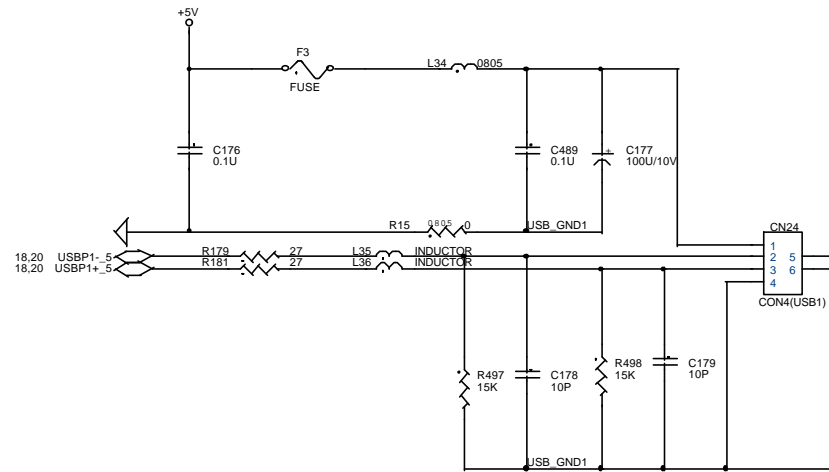 +5V
F3
L34 0805
FUSE
C176
0.1U
C489
0.1U
C177
100U/10V
R15 0805 0 USB_GND1
CN24
18,20 USBP1-_5 R179 27 L35 INDUCTOR
18,20 USBP1+_5 R181 27 L36 INDUCTOR
1
2 5
3 6
4
CON4(USB1)
R497
15K
C178
10P
R498
15K
C179
10P
USB_GND1